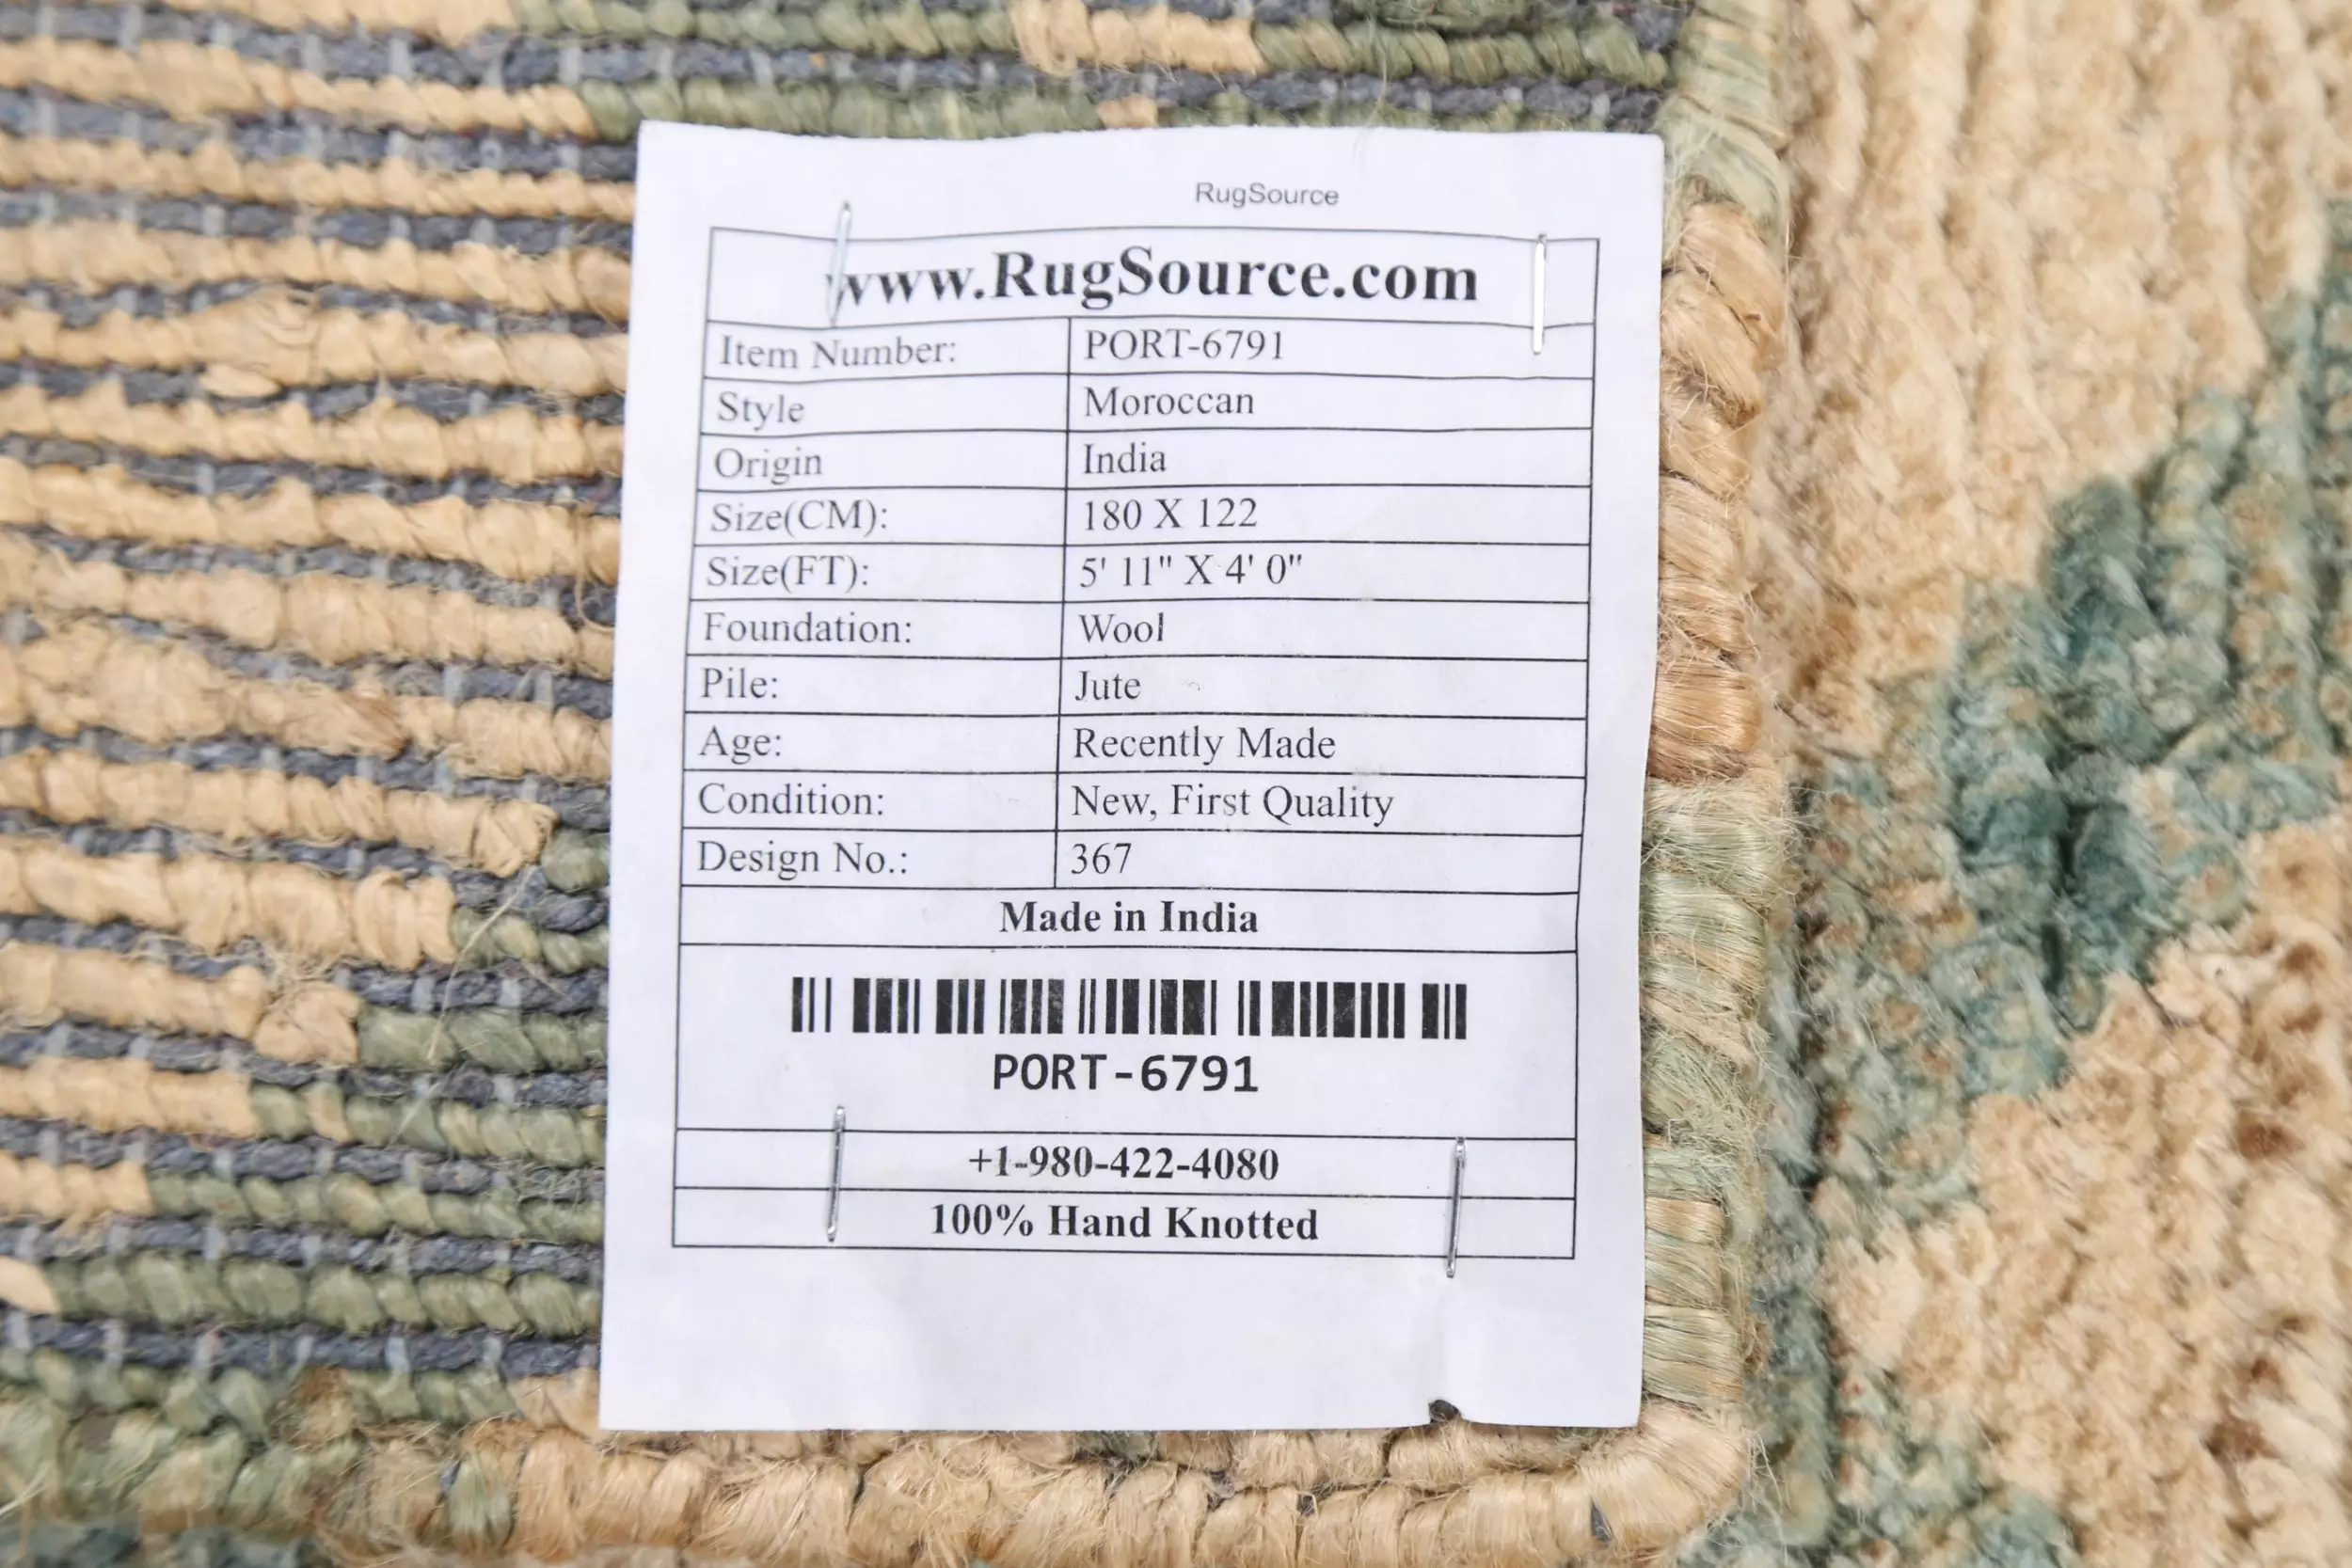 RugSource
www.RugSource.com
Item Number: PORT-6791
Style Moroccan
Origin India
Size(CM): 180 X 122
Size(FT): 5' 11" X 4' 0"
Foundation: Wool
Pile: Jute
Age: Recently Made
Condition: New, First Quality
Design No.: 367
Made in India
PORT-6791
+1-980-422-4080
100% Hand Knotted